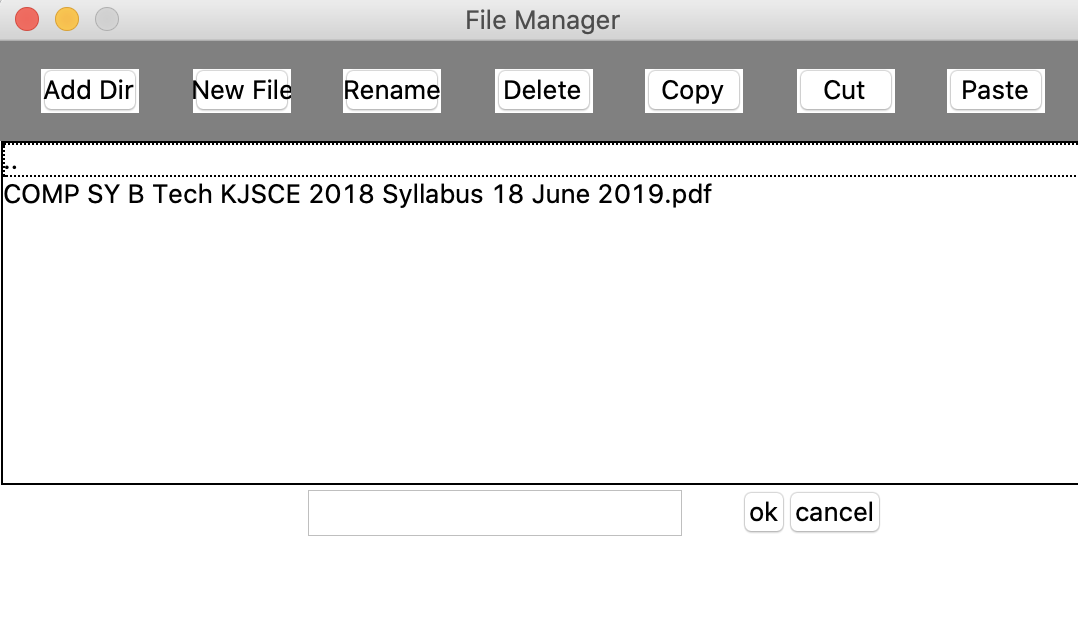 File Manager
Add Dir New File Rename Delete Copy Cut Paste
..
COMP SY B Tech KJSCE 2018 Syllabus 18 June 2019.pdf
ok cancel